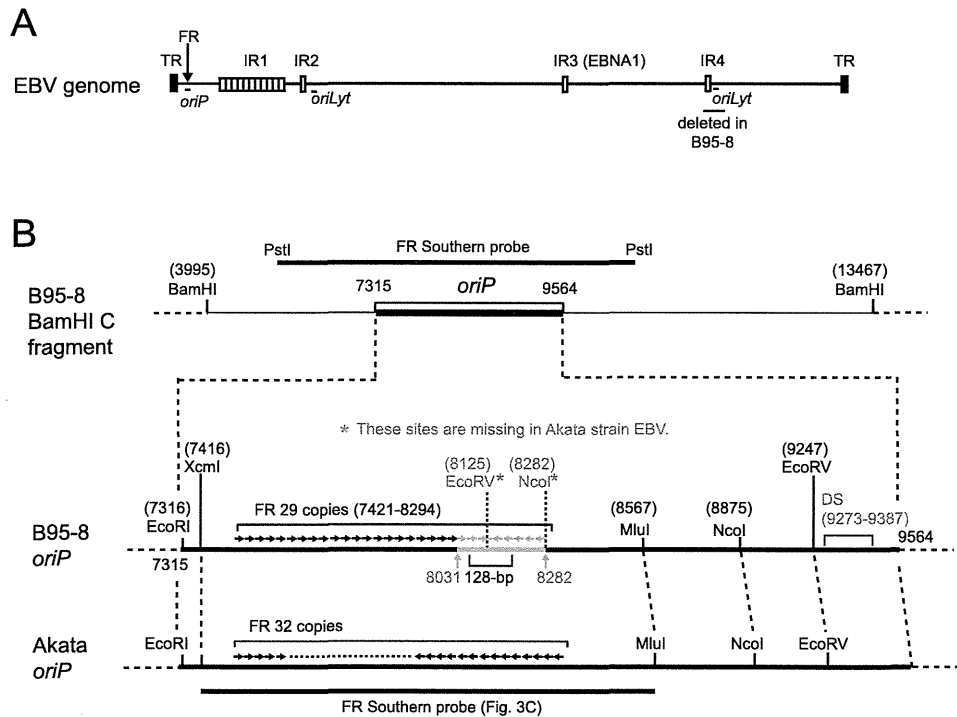 A
FR
TR
IR1
IR2
IR3 (EBNA1)
IR4
TR
EBV genome
oriP
oriLyt
oriLyt
deleted in
B95-8
B
PstI
FR Southern probe
PstI
(3995)
BamHI
7315
oriP
9564
(13467)
BamHI
B95-8
BamHI C
fragment
* These sites are missing in Akata strain EBV.
(7416)
XcmI
(8125)
EcoRV*
(8282)
NcoI*
(9247)
EcoRV
(7316)
EcoRI
FR 29 copies (7421-8294)
(8567)
MluI
(8875)
NcoI
DS
(9273-9387)
B95-8
oriP
7315
9564
8031
128-bp
8282
Akata
oriP
EcoRI
FR 32 copies
MluI
NcoI
EcoRV
FR Southern probe (Fig. 3C)